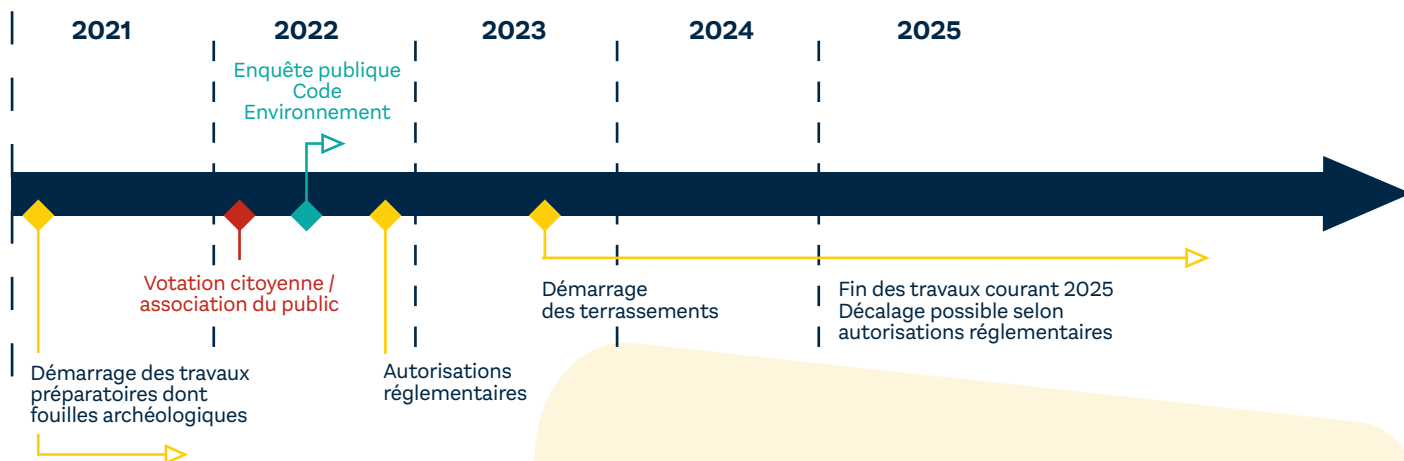 2021
2022
2023
2024
2025
Enquête publique
Code
Environnement
Votation citoyenne /
association du public
Démarrage
des terrassements
Fin des travaux courant 2025
Décalage possible selon
autorisations réglementaires
Démarrage des travaux
préparatoires dont
fouilles archéologiques
Autorisations
réglementaires